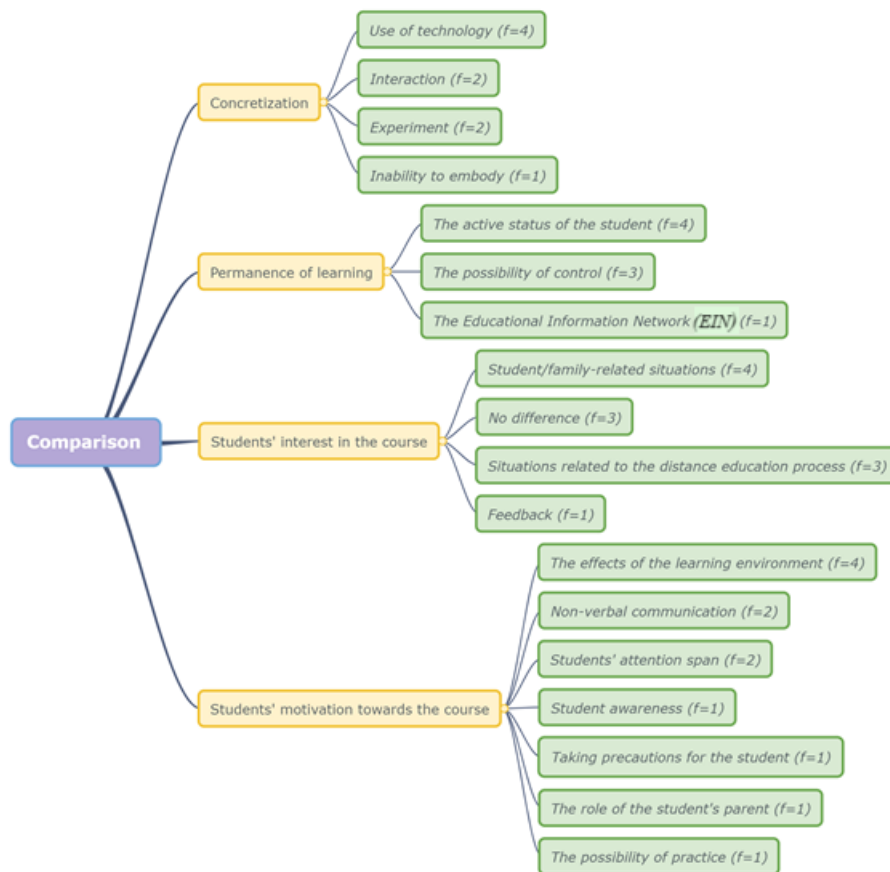 Use of technology (f=4)
Interaction (f=2)
Concretization
Experiment (f=2)
Inability to embody (f=1)
The active status of the student (f=4)
Permanence of learning
The possibility of control (f=3)
The Educational Information Network (EIN) (f=1)
Student/family-related situations (f=4)
No difference (f=3)
Comparison
Students' interest in the course
Situations related to the distance education process (f=3)
Feedback (f=1)
The effects of the learning environment (f=4)
Non-verbal communication (f=2)
Students' attention span (f=2)
Students' motivation towards the course
Student awareness (f=1)
Taking precautions for the student (f=1)
The role of the student's parent (f=1)
The possibility of practice (f=1)